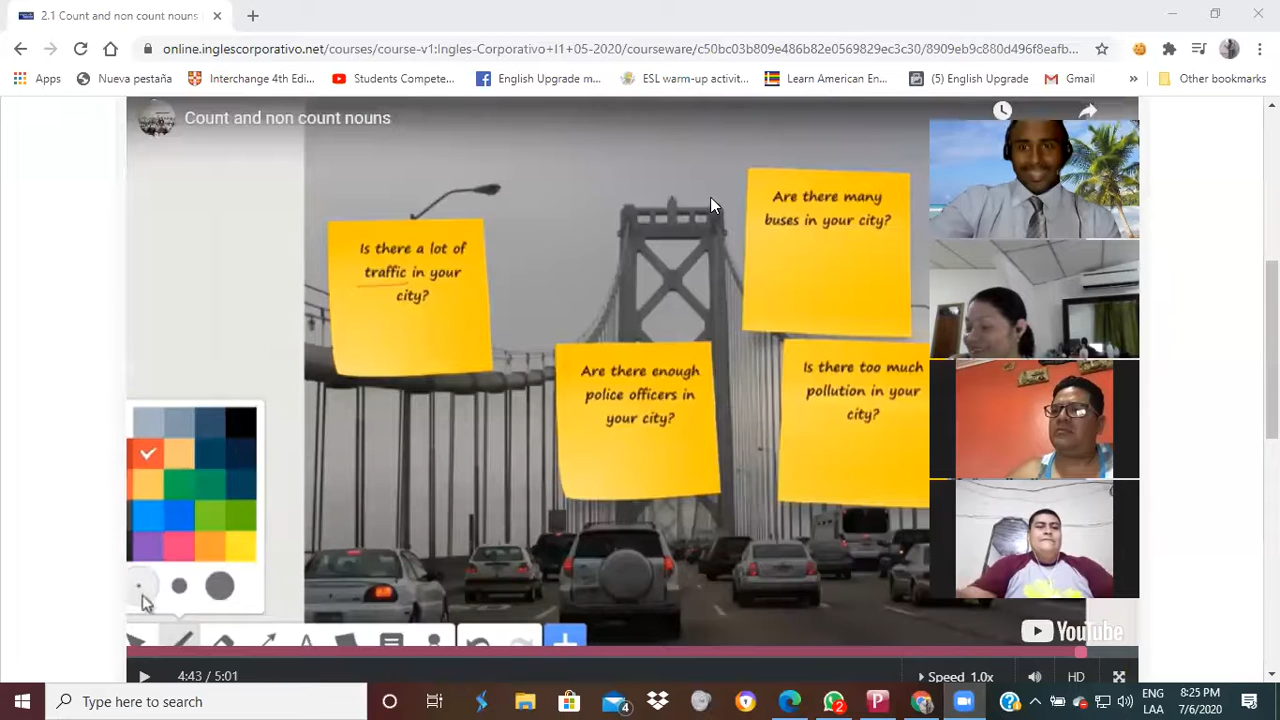 2.1 Count and non count nouns
online.inglescorporativo.net/courses/course-v1:Ingles-Corporativo+I1+05-2020/courseware/c50bc03b809e486b82e05d9829ec3c30/8909eb9c880d496f8eafb...
Apps
Nueva pestaña
Interchange 4th Edi...
Students Compete...
English Upgrade m...
ESL warm-up activit...
Learn American En...
(5) English Upgrade
Gmail
»
Other bookmarks
Count and non count nouns
Is there a lot of
traffic in your
city?
Are there many
buses in your city?
Are there enough
police officers in
your city?
Is there too much
pollution in your
city?
YouTube
4:43 / 5:01
Speed 1.0x
HD
Type here to search
4
2
ENG
LAA
8:25 PM
7/6/2020